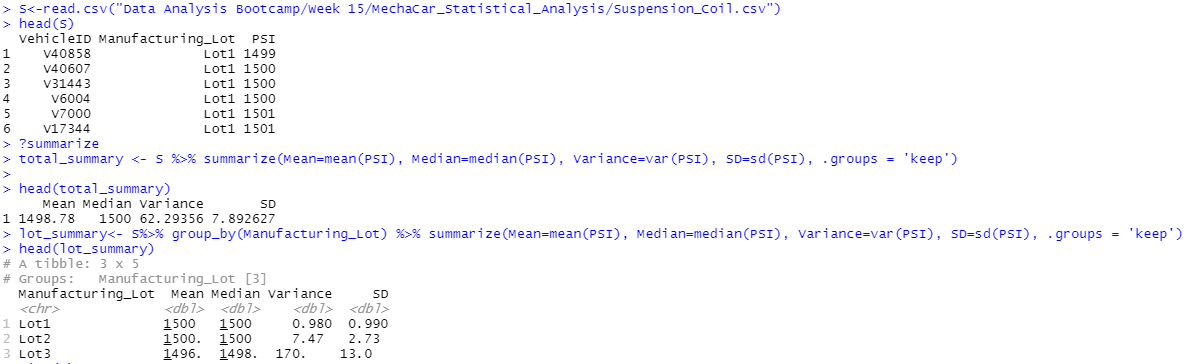 > S<-read.csv("Data Analysis Bootcamp/Week 15/MechaCar_Statistical_Analysis/Suspension_Coil.csv")
> head(S)
  VehicleID Manufacturing_Lot  PSI
1    V40858              Lot1 1499
2    V40607              Lot1 1500
3    V31443              Lot1 1500
4     V6004              Lot1 1500
5     V7000              Lot1 1501
6    V17344              Lot1 1501
> ?summarize
> total_summary <- S %>% summarize(Mean=mean(PSI), Median=median(PSI), Variance=var(PSI), SD=sd(PSI), .groups = 'keep')
>
> head(total_summary)
     Mean Median Variance       SD
1 1498.78   1500 62.29356 7.892627
> lot_summary<- S%>% group_by(Manufacturing_Lot) %>% summarize(Mean=mean(PSI), Median=median(PSI), Variance=var(PSI), SD=sd(PSI), .groups = 'keep')
> head(lot_summary)
# A tibble: 3 x 5
# Groups:   Manufacturing_Lot [3]
  Manufacturing_Lot  Mean Median Variance     SD
  <chr>             <dbl>  <dbl>    <dbl>  <dbl>
1 Lot1              1500   1500     0.980  0.990
2 Lot2              1500.  1500     7.47   2.73
3 Lot3              1496.  1498.  170.    13.0